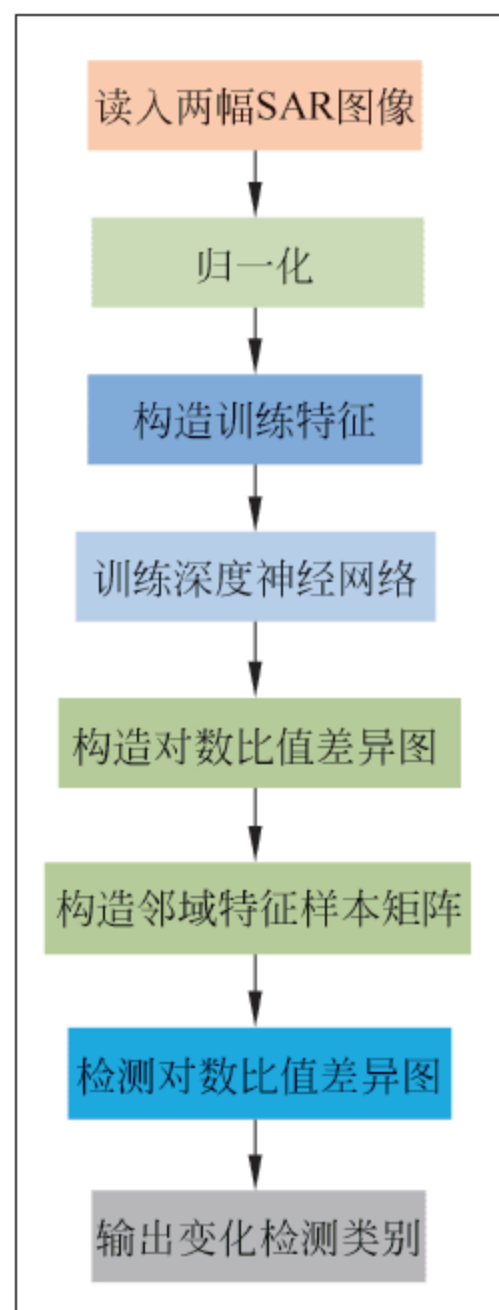 读入两幅SAR图像
归一化
构造训练特征
训练深度神经网络
构造对数比值差异图
构造邻域特征样本矩阵
检测对数比值差异图
输出变化检测类别